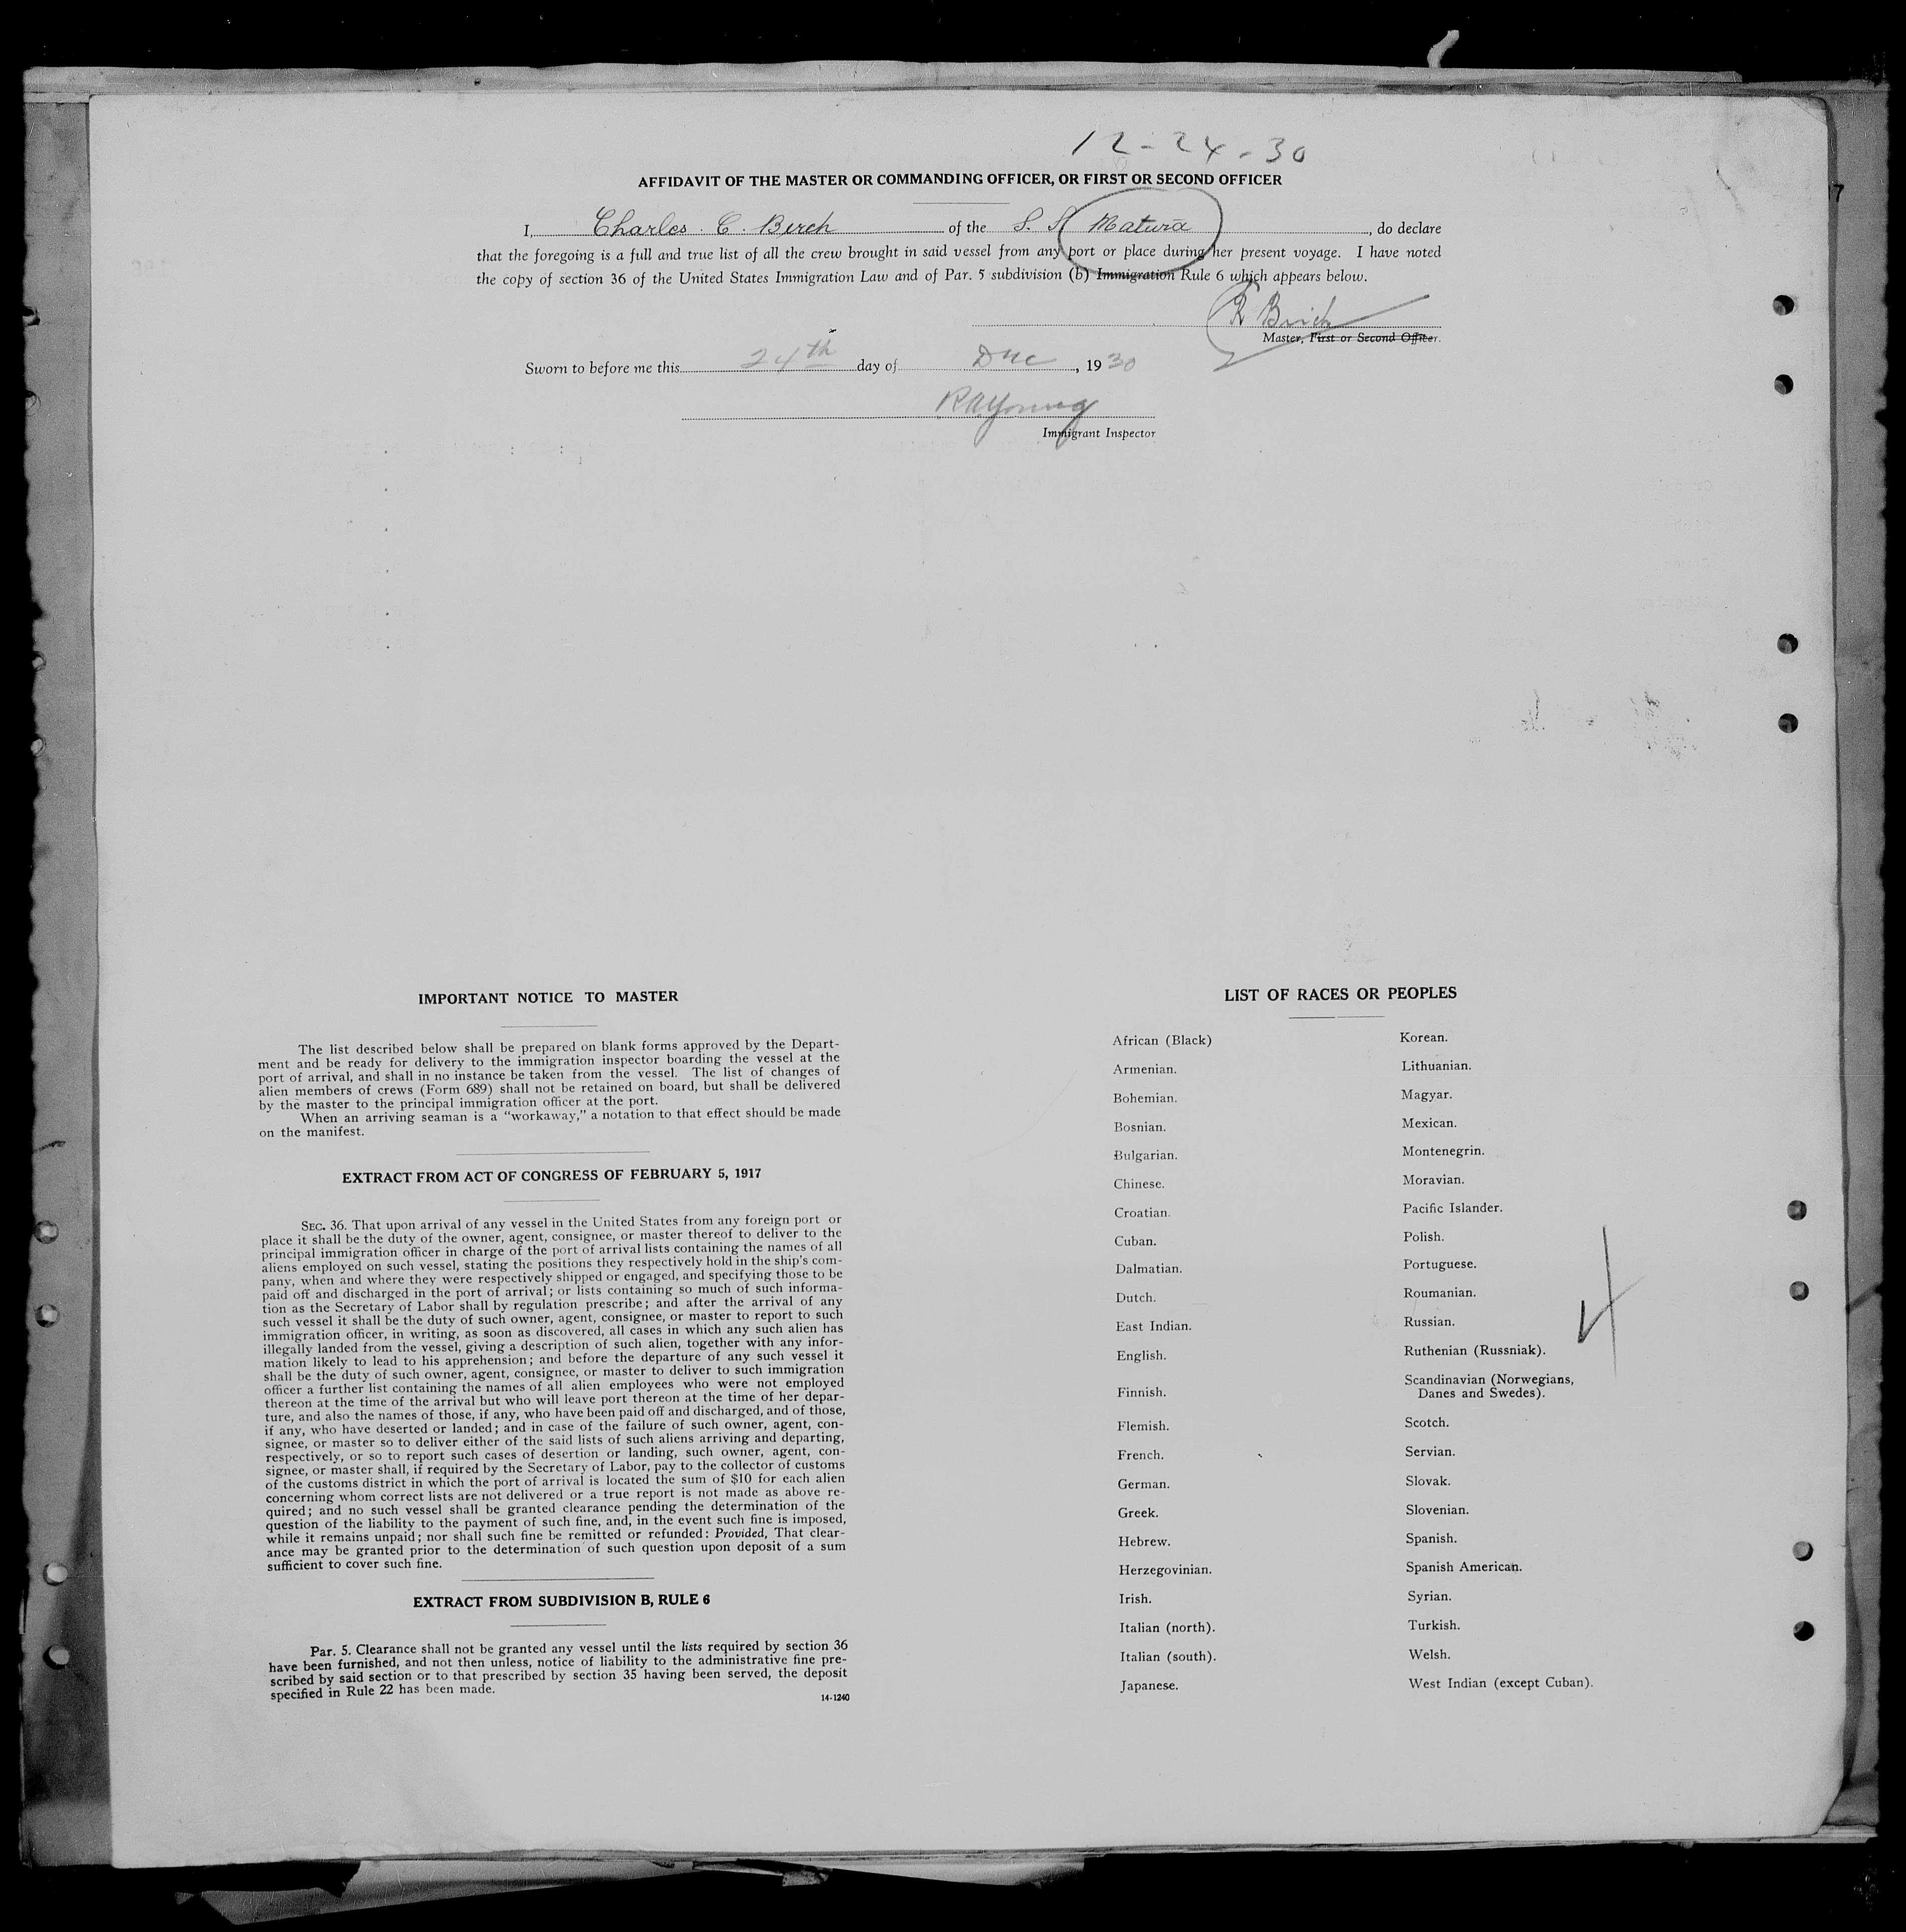 12-24-30
AFFIDAVIT OF THE MASTER OR COMMANDING OFFICER, OR FIRST OR SECOND OFFICER
I, Charles C. Birch of the S. S. Matura, do declare
that the foregoing is a full and true list of all the crew brought in said vessel from any port or place during her present voyage. I have noted
the copy of section 36 of the United States Immigration Law and of Par. 5 subdivision (b) Immigration Rule 6 which appears below.
Birch
Master, First or Second Officer.
Sworn to before me this 24th day of Dec, 1930
RAYoung
Immigrant Inspector
IMPORTANT NOTICE TO MASTER
The list described below shall be prepared on blank forms approved by the Depart-
ment and be ready for delivery to the immigration inspector boarding the vessel at the
port of arrival, and shall in no instance be taken from the vessel. The list of changes of
alien members of crews (Form 689) shall not be retained on board, but shall be delivered
by the master to the principal immigration officer at the port.
When an arriving seaman is a "workaway," a notation to that effect should be made
on the manifest.
EXTRACT FROM ACT OF CONGRESS OF FEBRUARY 5, 1917
SEC. 36. That upon arrival of any vessel in the United States from any foreign port or
place it shall be the duty of the owner, agent, consignee, or master thereof to deliver to the
principal immigration officer in charge of the port of arrival lists containing the names of all
aliens employed on such vessel, stating the positions they respectively hold in the ship's com-
pany, when and where they were respectively shipped or engaged, and specifying those to be
paid off and discharged in the port of arrival; or lists containing so much of such informa-
tion as the Secretary of Labor shall by regulation prescribe; and after the arrival of any
such vessel it shall be the duty of such owner, agent, consignee, or master to report to such
immigration officer, in writing, as soon as discovered, all cases in which any such alien has
illegally landed from the vessel, giving a description of such alien, together with any infor-
mation likely to lead to his apprehension; and before the departure of any such vessel it
shall be the duty of such owner, agent, consignee, or master to deliver to such immigration
officer a further list containing the names of all alien employees who were not employed
thereon at the time of the arrival but who will leave port thereon at the time of her depar-
ture, and also the names of those, if any, who have been paid off and discharged, and of those,
if any, who have deserted or landed; and in case of the failure of such owner, agent, con-
signee, or master so to deliver either of the said lists of such aliens arriving and departing,
respectively, or so to report such cases of desertion or landing, such owner, agent, con-
signee, or master shall, if required by the Secretary of Labor, pay to the collector of customs
of the customs district in which the port of arrival is located the sum of $10 for each alien
concerning whom correct lists are not delivered or a true report is not made as above re-
quired; and no such vessel shall be granted clearance pending the determination of the
question of the liability to the payment of such fine, and, in the event such fine is imposed,
while it remains unpaid; nor shall such fine be remitted or refunded: Provided, That clear-
ance may be granted prior to the determination of such question upon deposit of a sum
sufficient to cover such fine.
EXTRACT FROM SUBDIVISION B, RULE 6
Par. 5. Clearance shall not be granted any vessel until the lists required by section 36
have been furnished, and not then unless, notice of liability to the administrative fine pre-
scribed by said section or to that prescribed by section 35 having been served, the deposit
specified in Rule 22 has been made.
14-1240
LIST OF RACES OR PEOPLES
African (Black)
Armenian.
Bohemian.
Bosnian.
Bulgarian.
Chinese.
Croatian.
Cuban.
Dalmatian.
Dutch.
East Indian.
English.
Finnish.
Flemish.
French.
German.
Greek.
Hebrew.
Herzegovinian.
Irish.
Italian (north).
Italian (south).
Japanese.
Korean.
Lithuanian.
Magyar.
Mexican.
Montenegrin.
Moravian.
Pacific Islander.
Polish.
Portuguese.
Roumanian.
Russian.
Ruthenian (Russniak).
Scandinavian (Norwegians,
Danes and Swedes).
Scotch.
Servian.
Slovak.
Slovenian.
Spanish.
Spanish American.
Syrian.
Turkish.
Welsh.
West Indian (except Cuban).
4